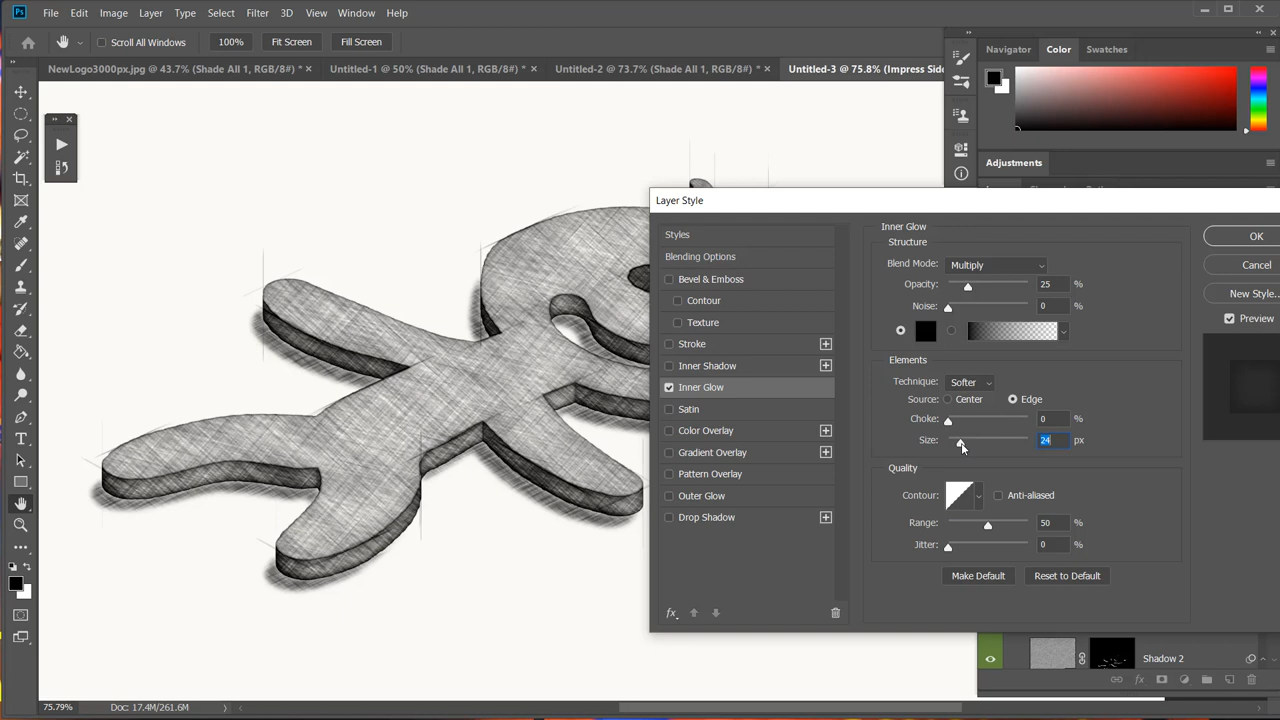 Ps File Edit Image Layer Type Select Filter 3D View Window Help
Scroll All Windows 100% Fit Screen Fill Screen
NewLogo3000px.jpg @ 43.7% (Shade All 1, RGB/8#) * Untitled-1 @ 50% (Shade All 1, RGB/8#) * Untitled-2 @ 73.7% (Shade All 1, RGB/8#) * Untitled-3 @ 75.8% (Impress Side
Navigator Color Swatches
Adjustments
Layer Style
Styles
Blending Options
Bevel & Emboss
Contour
Texture
Stroke
Inner Shadow
Inner Glow
Satin
Color Overlay
Gradient Overlay
Pattern Overlay
Outer Glow
Drop Shadow
fx
Inner Glow
Structure
Blend Mode: Multiply
Opacity: 25 %
Noise: 0 %
Elements
Technique: Softer
Source: Center Edge
Choke: 0 %
Size: 24 px
Quality
Contour: Anti-aliased
Range: 50 %
Jitter: 0 %
Make Default Reset to Default
OK
Cancel
New Style...
Preview
Shadow 2
fx
75.79% Doc: 17.4M/261.6M